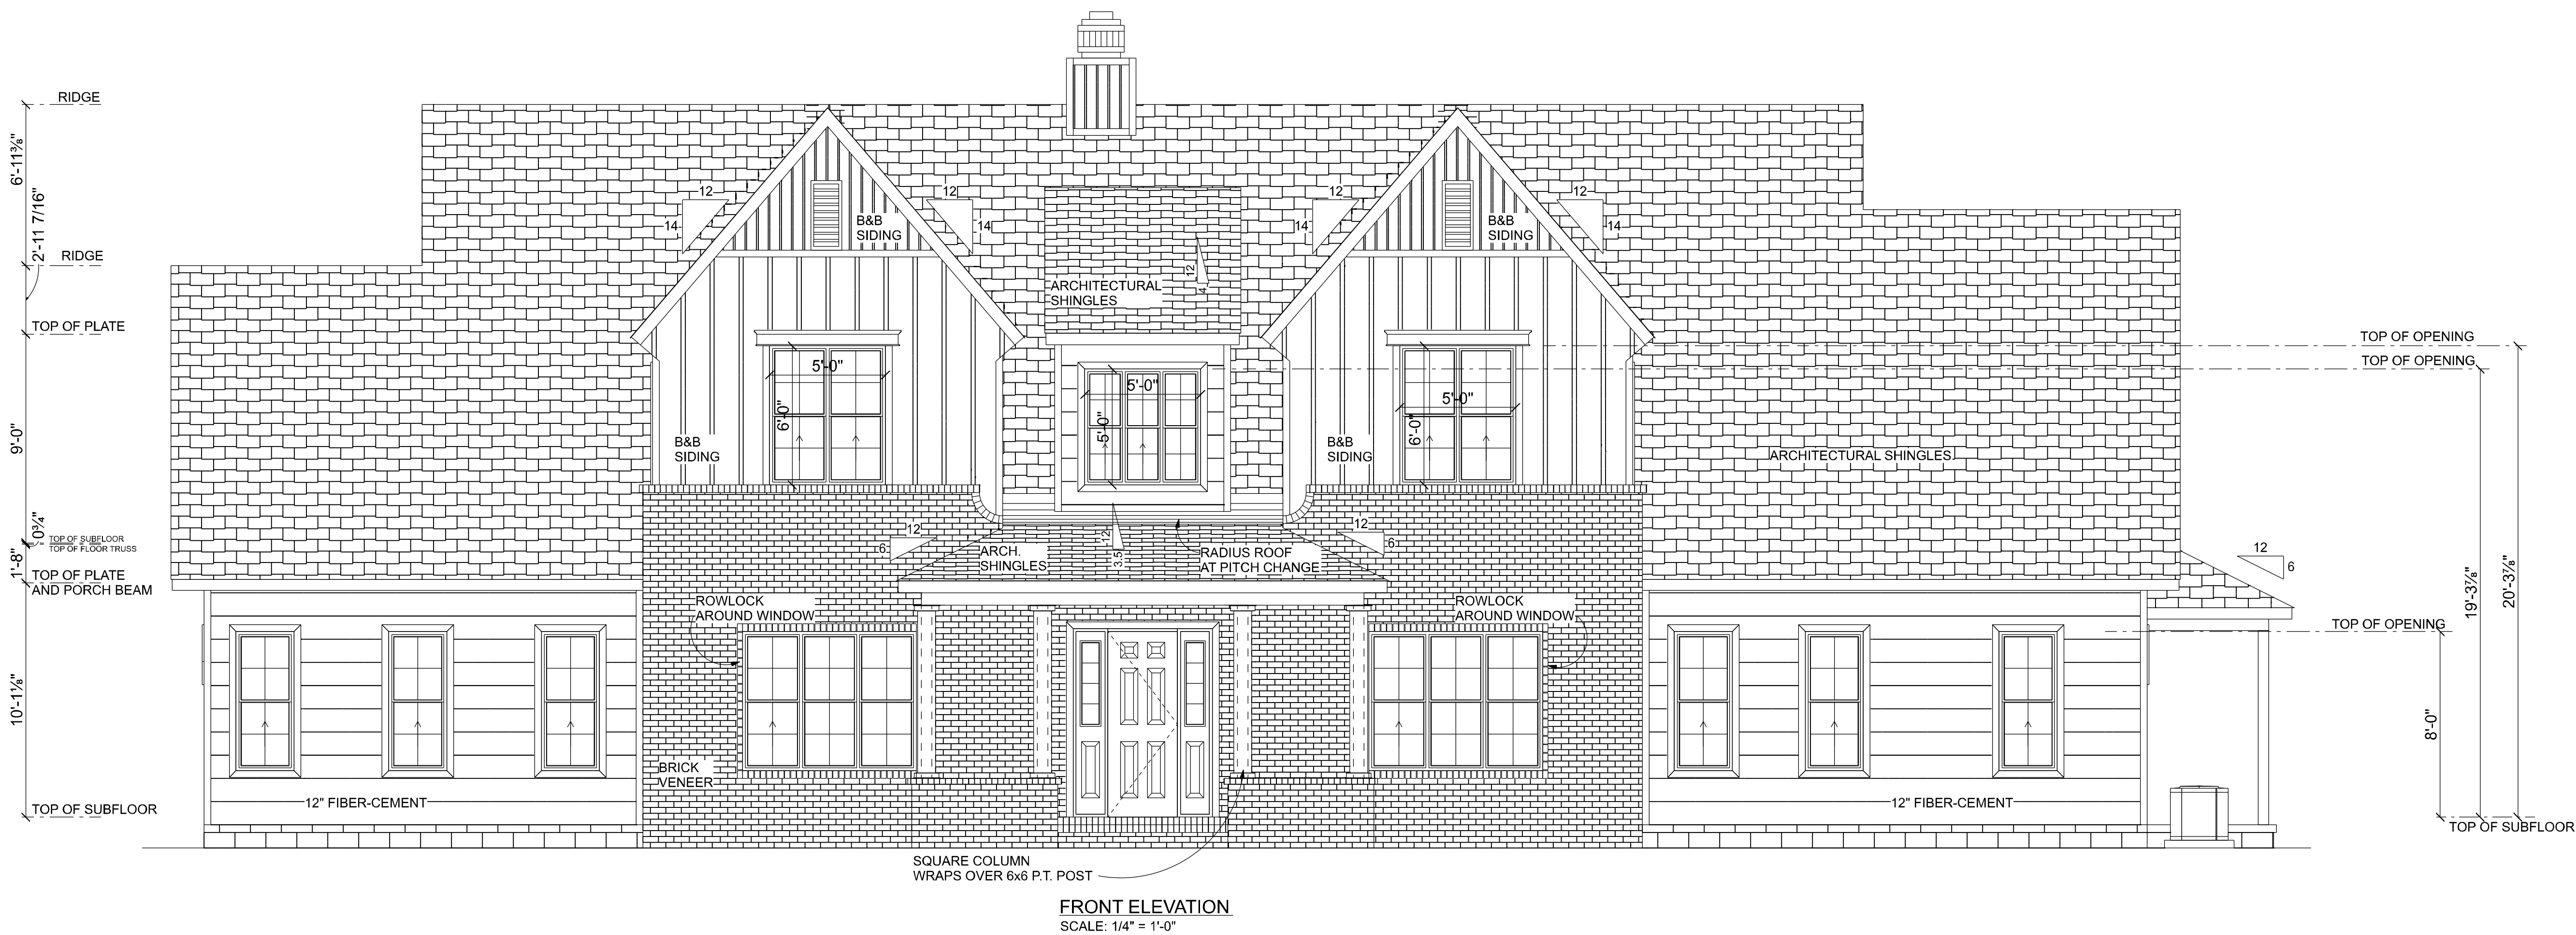 RIDGE
6'-11⅜"
2'-11 7/16"
RIDGE
TOP OF PLATE
9'-0"
0¾"
TOP OF SUBFLOOR
TOP OF FLOOR TRUSS
1'-8"
TOP OF PLATE
AND PORCH BEAM
10'-11⅛"
TOP OF SUBFLOOR
12
14
B&B
SIDING
12
14
12
14
B&B
SIDING
12
14
ARCHITECTURAL
SHINGLES
12
4
5'-0"
6'-0"
5'-0"
5'-0"
5'-0"
6'-0"
B&B
SIDING
B&B
SIDING
ARCHITECTURAL SHINGLES
12
6
ARCH.
SHINGLES
12
3.5
RADIUS ROOF
AT PITCH CHANGE
12
6
ROWLOCK
AROUND WINDOW
ROWLOCK
AROUND WINDOW
BRICK
VENEER
12" FIBER-CEMENT
12" FIBER-CEMENT
12
6
TOP OF OPENING
TOP OF OPENING
19'-3⅞"
20'-3⅞"
TOP OF OPENING
8'-0"
TOP OF SUBFLOOR
SQUARE COLUMN
WRAPS OVER 6x6 P.T. POST
FRONT ELEVATION
SCALE: 1/4" = 1'-0"